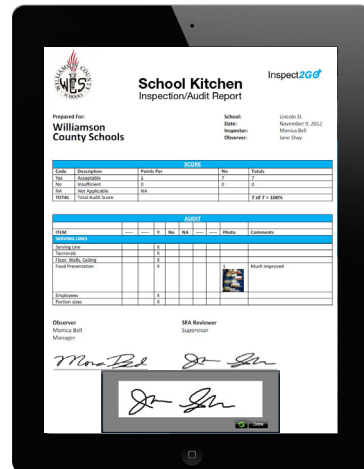 WILLIAMSON COUNTY
WCS
SCHOOLS
School Kitchen
Inspection/Audit Report
Inspect2GO
Prepared For:
Williamson
County Schools
School: Lincoln El.
Date: November 9, 2012
Inspector: Monica Bell
Observer: Jane Shay
SCORE
Code Description Points Per No Totals
Yes Acceptable 1 7 7
No Insufficient 0 0 0
NA Not Applicable NA
TOTAL Total Audit Score 7 of 7 = 100%
AUDIT
ITEM ---- ---- Y No NA ---- ---- Photo Comments
SERVING LINES
Serving Line X
Terminals X
Floor, Walls, Ceiling X
Food Presentation X 1 Much improved
Employees X
Portion sizes X
Observer SFA Reviewer
Monica Bell Supervisor
Manager
Done